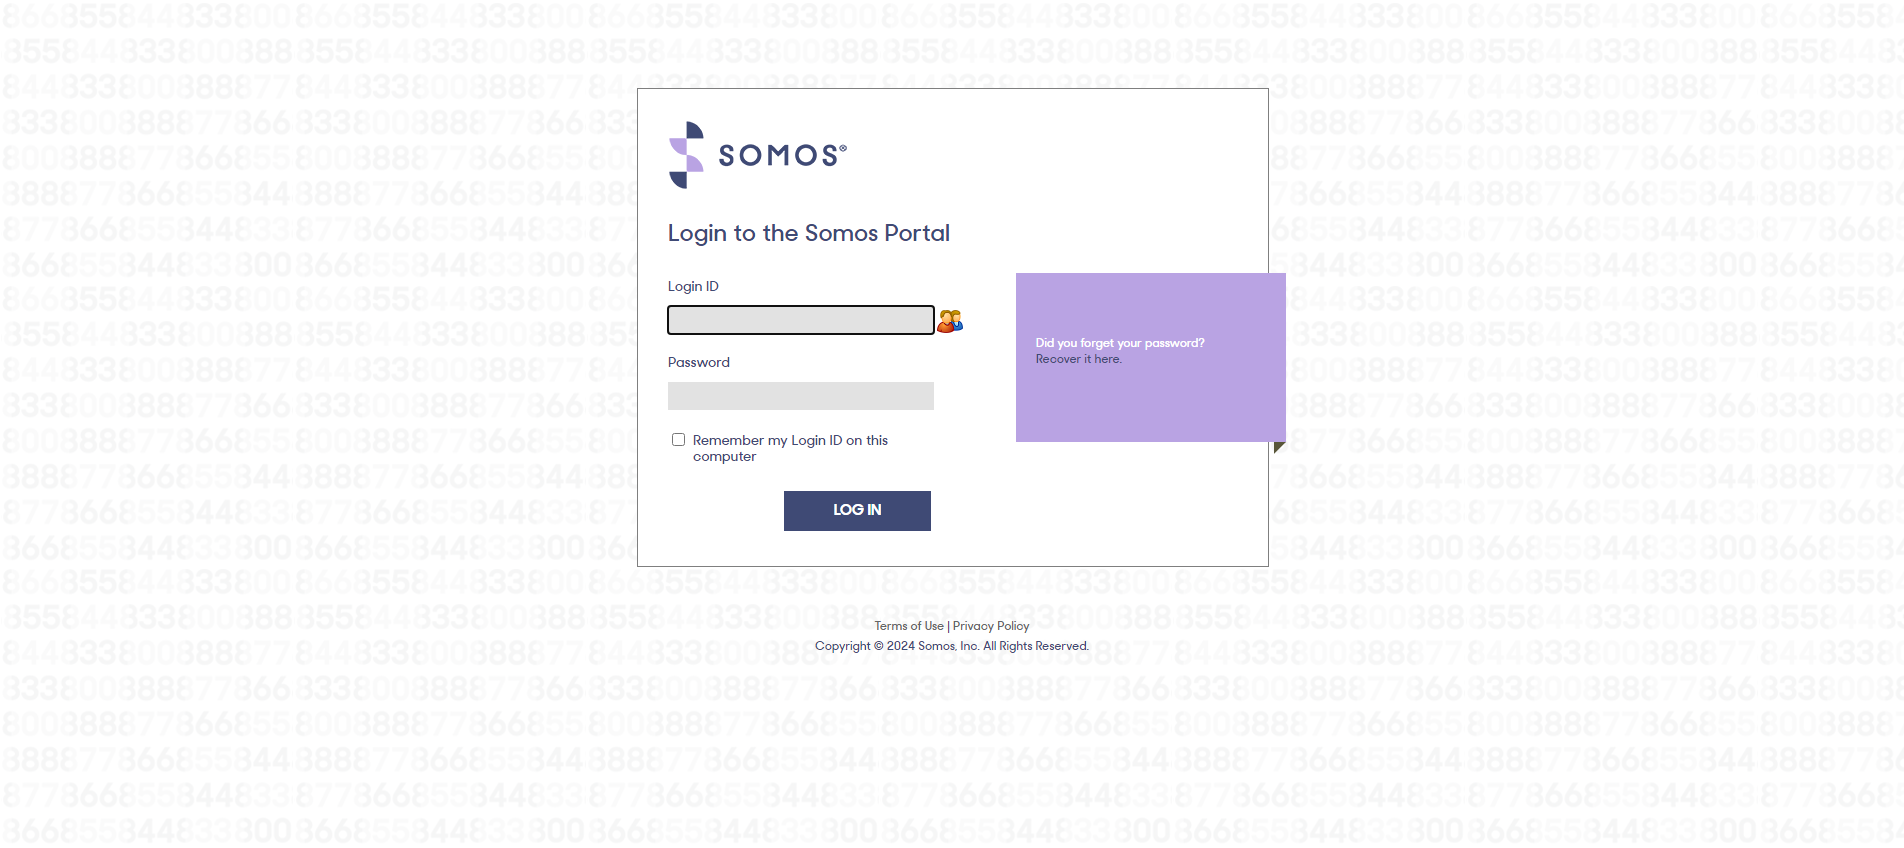 SOMOS®
Login to the Somos Portal
Login ID
Password
Did you forget your password?
Recover it here.
Remember my Login ID on this
computer
LOG IN
Terms of Use | Privacy Policy
Copyright © 2024 Somos, Inc. All Rights Reserved.